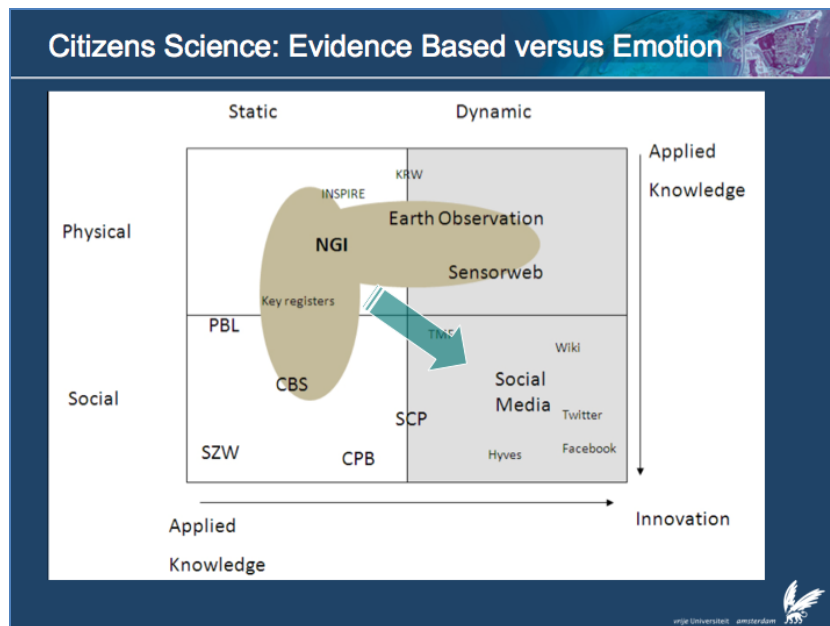 Citizens Science: Evidence Based versus Emotion
Static
Dynamic
Applied
Knowledge
KRW
INSPIRE
Earth Observation
Physical
NGI
Sensorweb
Key registers
PBL
TMF
Wiki
CBS
Social
Social
Media
Twitter
SCP
SZW
CPB
Hyves
Facebook
Applied
Knowledge
Innovation
vrije Universiteit amsterdam